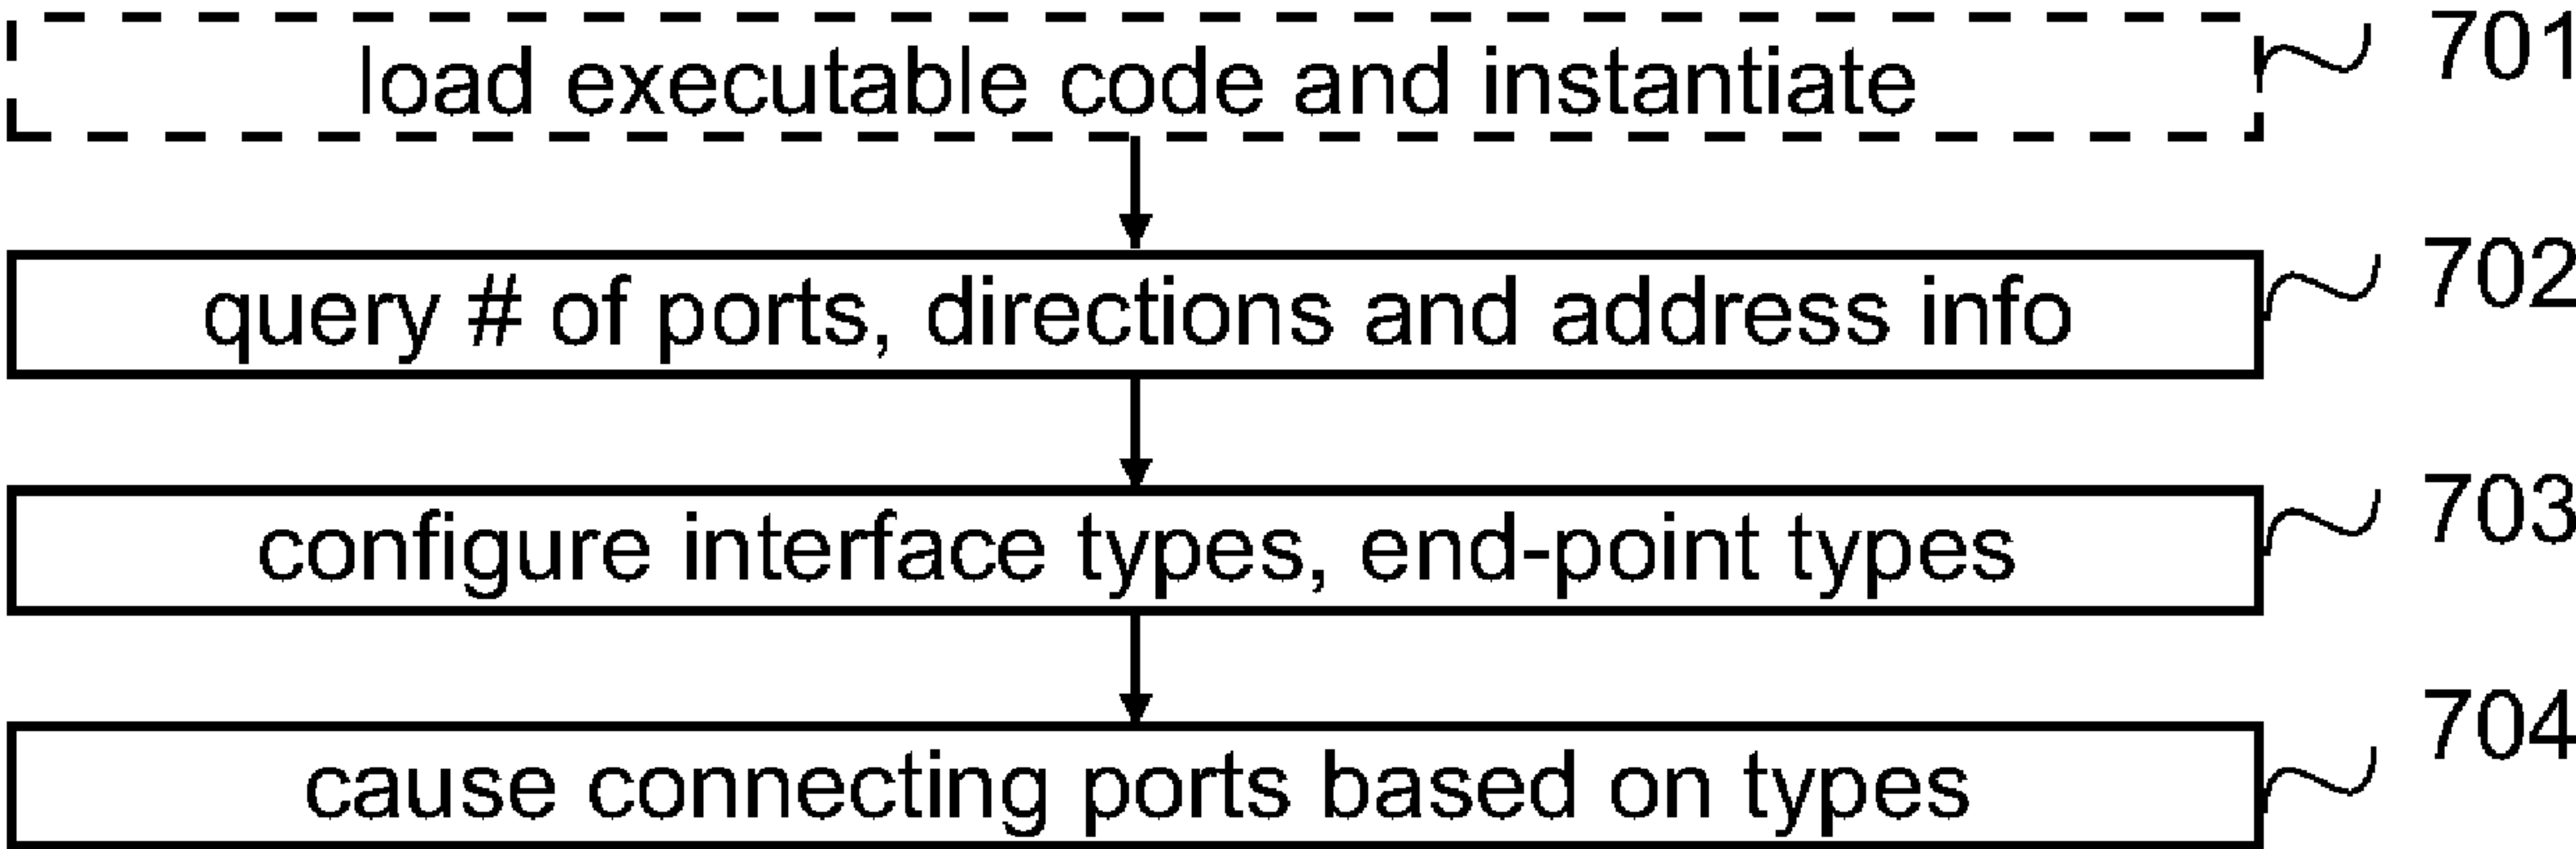 load executable code and instantiate 701
query # of ports, directions and address info 702
configure interface types, end-point types 703
cause connecting ports based on types 704